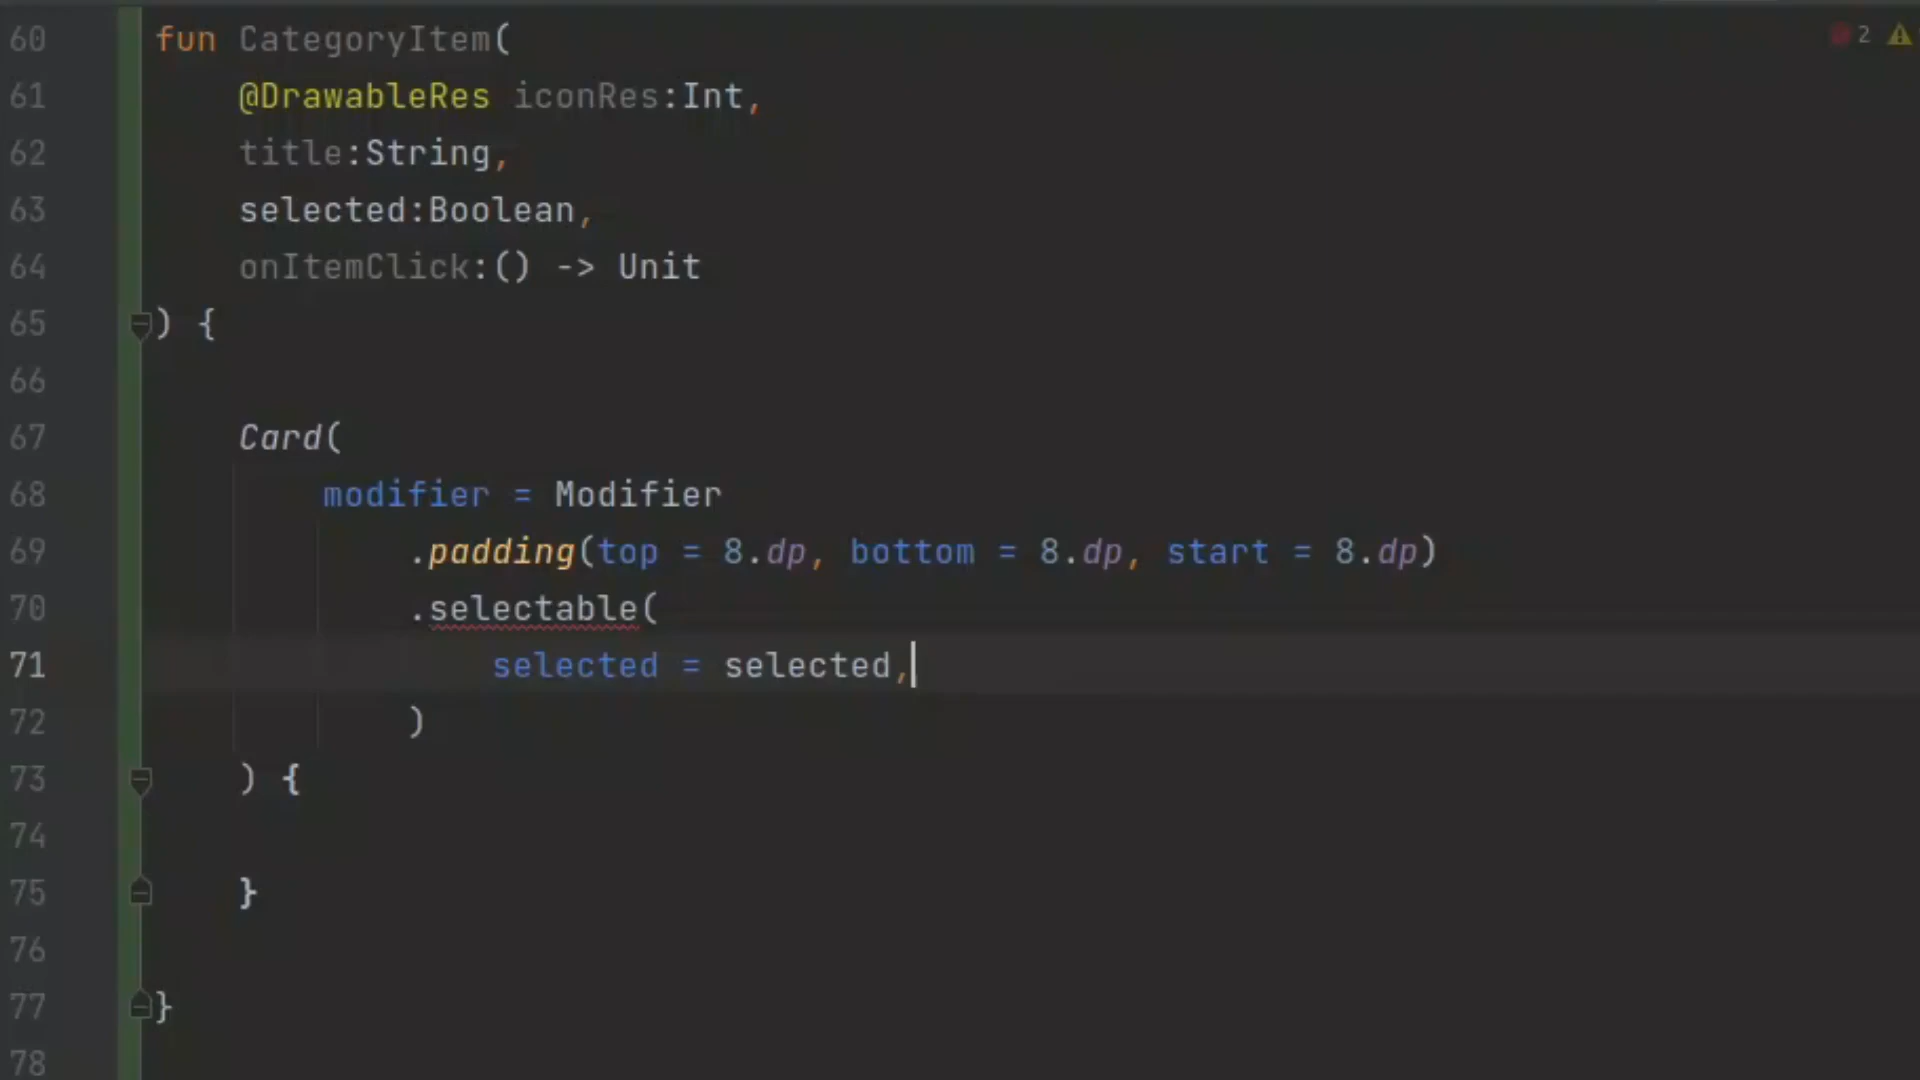 60 fun CategoryItem(
61 @DrawableRes iconRes:Int,
62 title:String,
63 selected:Boolean,
64 onItemClick:() -> Unit
65 ) {
66
67 Card(
68 modifier = Modifier
69 .padding(top = 8.dp, bottom = 8.dp, start = 8.dp)
70 .selectable(
71 selected = selected,
72 )
73 ) {
74
75 }
76
77 }
78
2